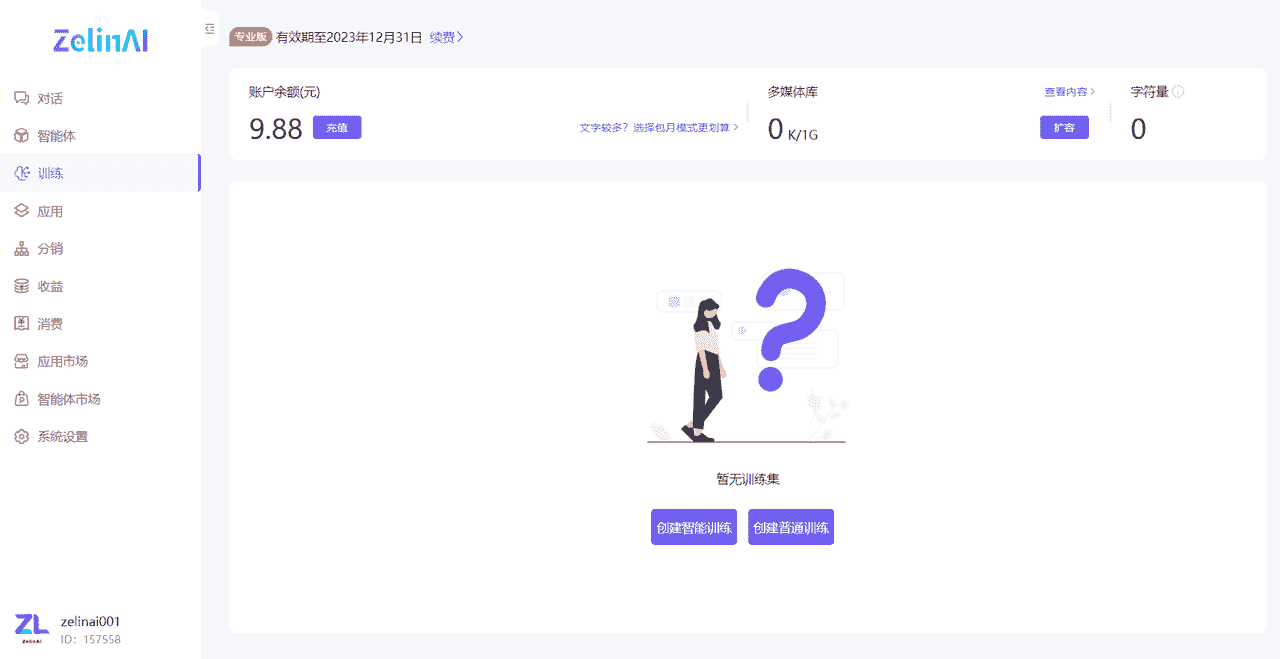 ZelinAI
对话
智能体
训练
应用
分销
收益
消费
应用市场
智能体市场
系统设置
ZL
ZelinAI
zelinai001
ID: 157558
专业版 有效期至2023年12月31日 续费
账户余额(元)
9.88 充值
文字较多？选择包月模式更划算
多媒体库 查看内容
0 K/1G 扩容
字符量
0
暂无训练集
创建智能训练 创建普通训练